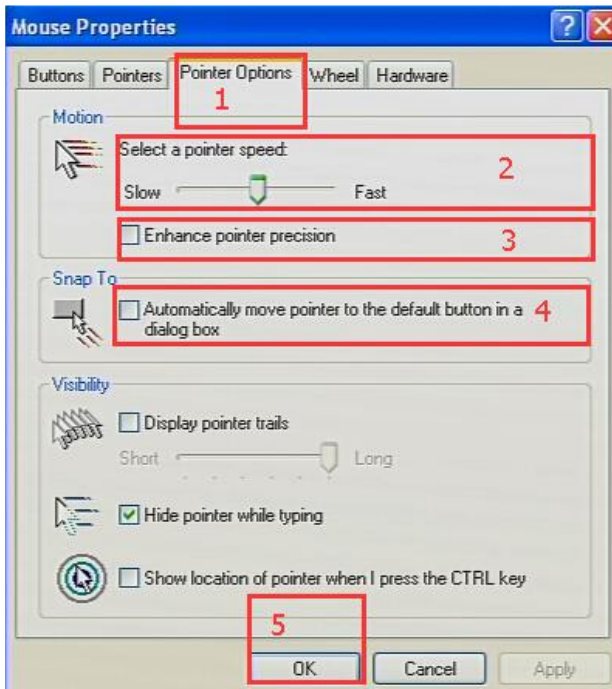 Mouse Properties
Buttons Pointers Pointer Options Wheel Hardware
1
Motion
Select a pointer speed:
2
Slow Fast
Enhance pointer precision
3
Snap To
Automatically move pointer to the default button in a
dialog box
4
Visibility
Display pointer trails
Short Long
Hide pointer while typing
Show location of pointer when I press the CTRL key
5
OK Cancel Apply